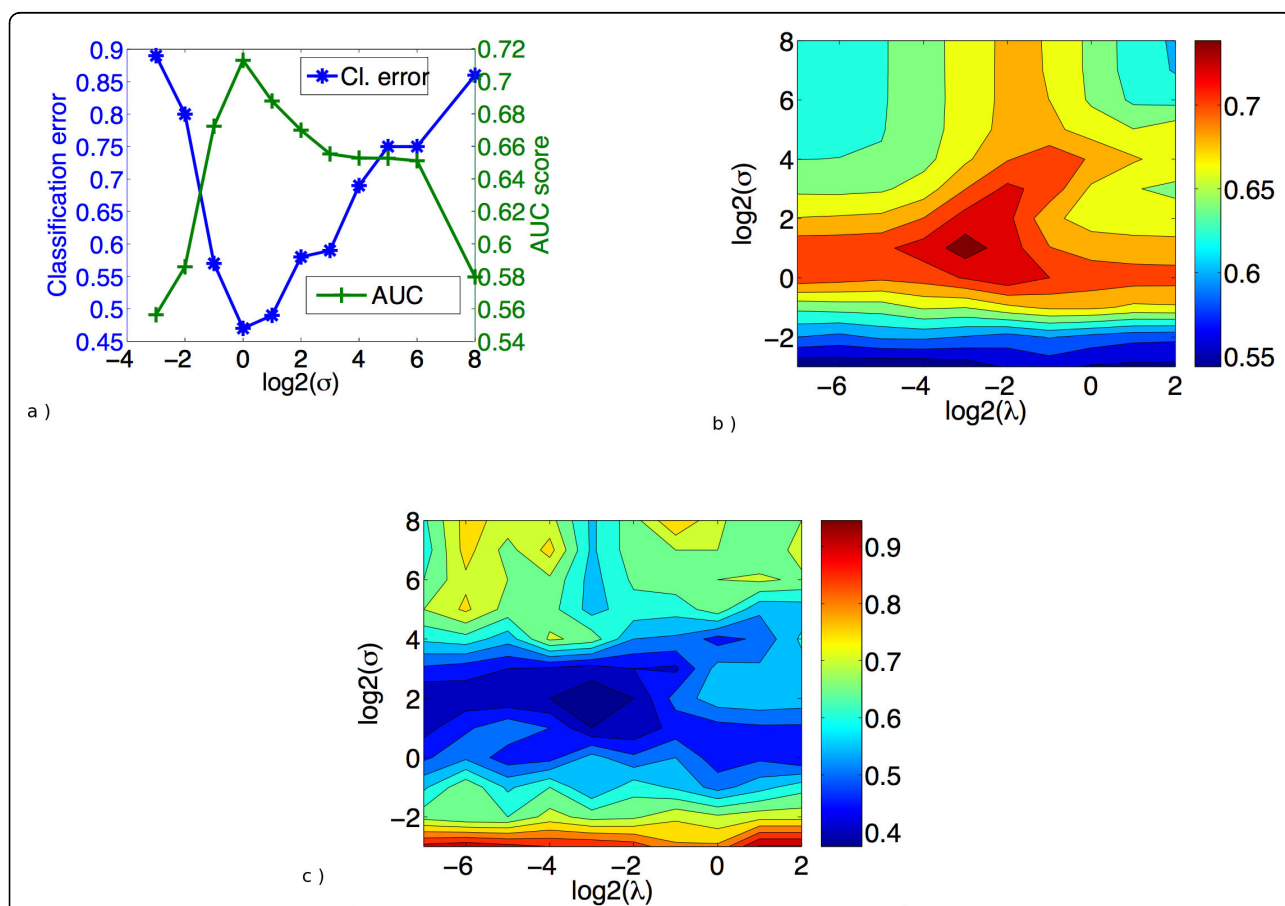 0.9
0.85
0.8
0.75
0.7
0.65
0.6
0.55
0.5
0.45
Classification error
Cl. error
AUC
0.72
0.7
0.68
0.66
0.64
0.62
0.6
0.58
0.56
0.54
AUC score
−4 −2 0 2 4 6 8
log2(σ)
a )
8
6
4
2
0
−2
log2(σ)
−6 −4 −2 0 2
log2(λ)
0.7
0.65
0.6
0.55
b )
8
6
4
2
0
−2
log2(σ)
−6 −4 −2 0 2
log2(λ)
0.9
0.8
0.7
0.6
0.5
0.4
c )